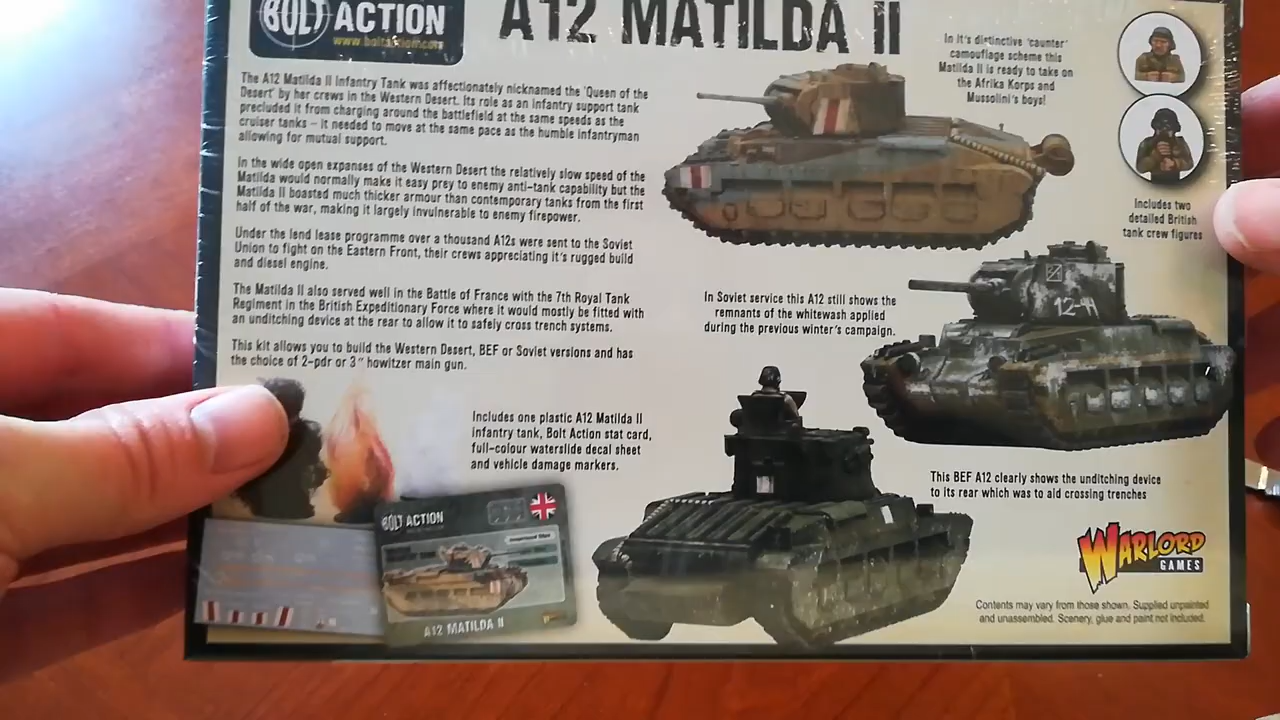 BOLT ACTION
www.boltaction.com
A12 MATILDA II
The A12 Matilda II Infantry Tank was affectionately nicknamed the 'Queen of the
Desert' by her crews in the Western Desert. Its role as an infantry support tank
precluded it from charging around the battlefield at the same speeds as the
cruiser tanks – it needed to move at the same pace as the humble infantryman
allowing for mutual support.
In the wide open expanses of the Western Desert the relatively slow speed of the
Matilda would normally make it easy prey to enemy anti-tank capability but the
Matilda II boasted much thicker armour than contemporary tanks from the first
half of the war, making it largely invulnerable to enemy firepower.
Under the lend lease programme over a thousand A12s were sent to the Soviet
Union to fight on the Eastern Front, their crews appreciating it's rugged build
and diesel engine.
The Matilda II also served well in the Battle of France with the 7th Royal Tank
Regiment in the British Expeditionary Force where it would mostly be fitted with
an unditching device at the rear to allow it to safely cross trench systems.
This kit allows you to build the Western Desert, BEF or Soviet versions and has
the choice of 2-pdr or 3" howitzer main gun.
In it's distinctive 'caunter'
camouflage scheme this
Matilda II is ready to take on
the Afrika Korps and
Mussolini's boys!
Includes two
detailed British
tank crew figures
In Soviet service this A12 still shows the
remnants of the whitewash applied
during the previous winter's campaign.
12-41
Includes one plastic A12 Matilda II
infantry tank, Bolt Action stat card,
full-colour waterslide decal sheet
and vehicle damage markers.
BOLT ACTION
A12 MATILDA II
This BEF A12 clearly shows the unditching device
to its rear which was to aid crossing trenches
WARLORD
GAMES
Contents may vary from those shown. Supplied unpainted
and unassembled. Scenery, glue and paint not included.